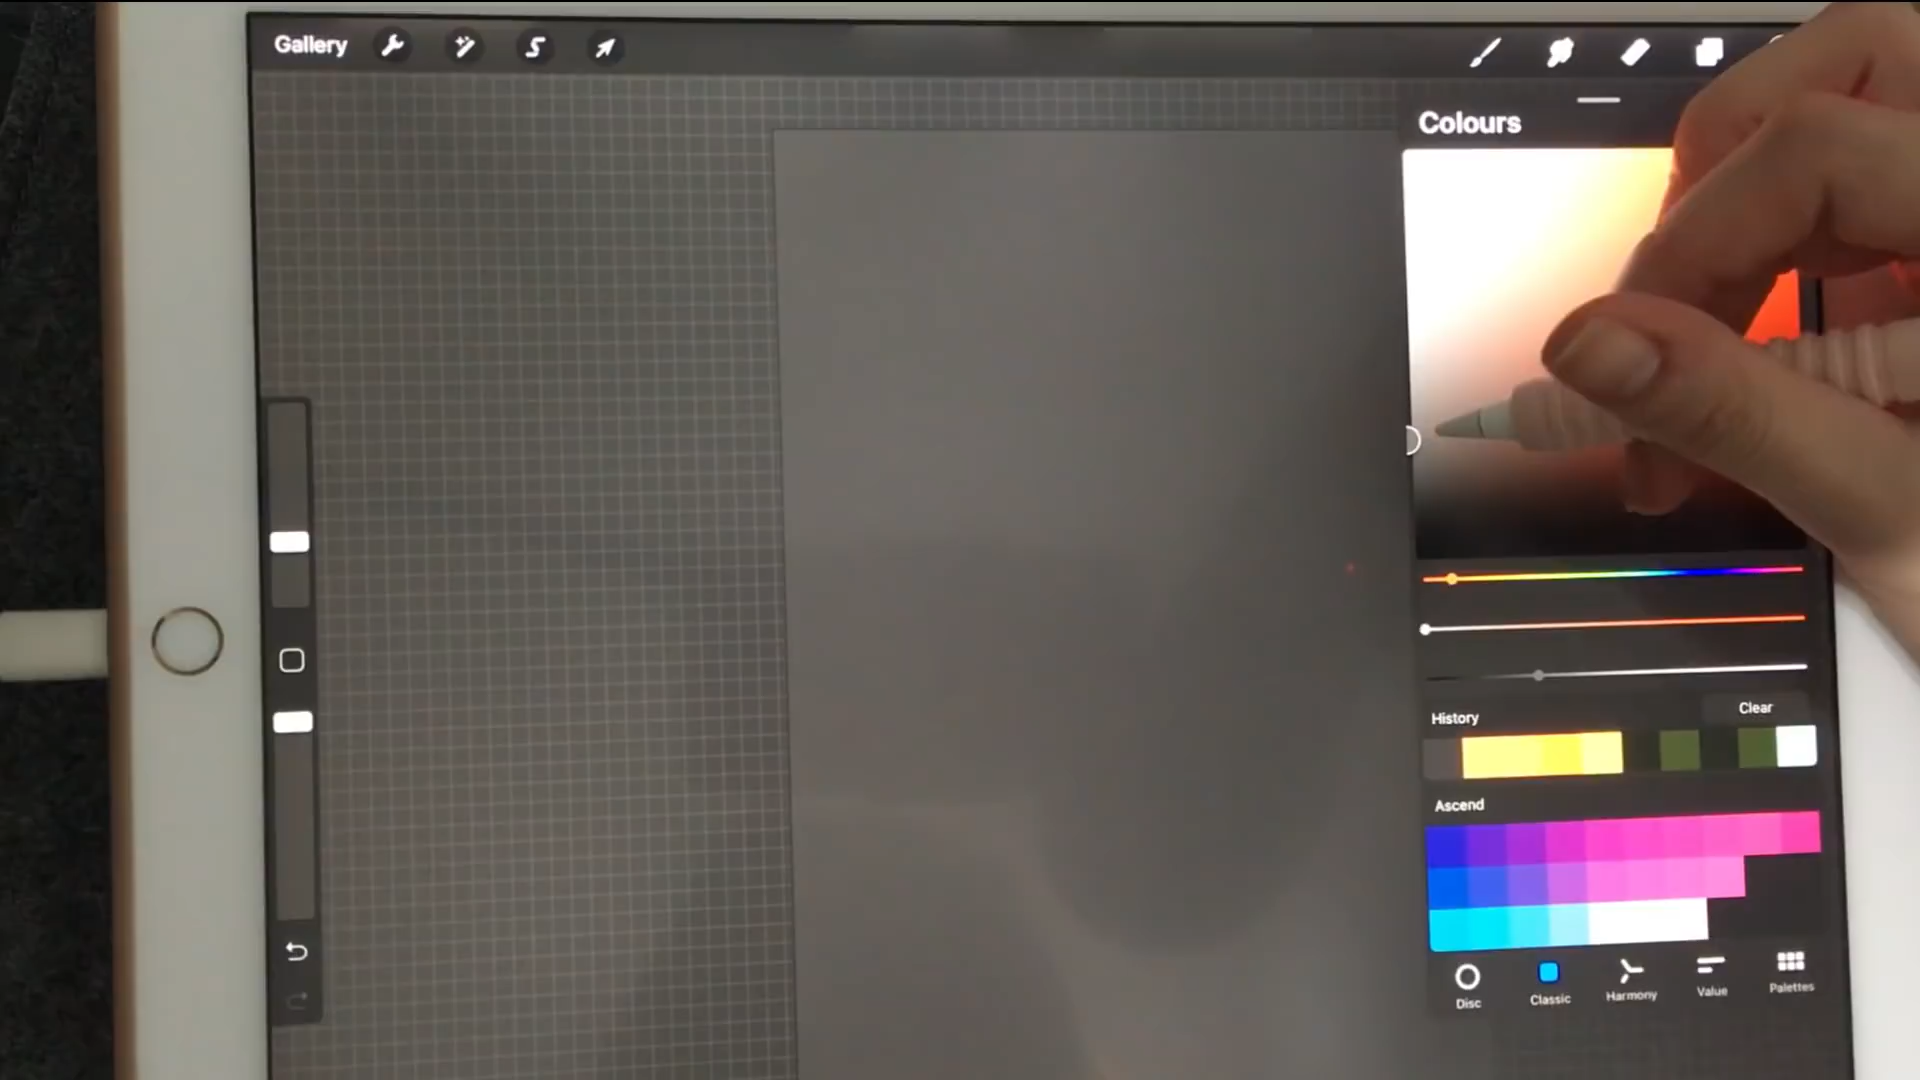 Gallery
Colours
History
Clear
Ascend
Disc
Classic
Harmony
Value
Palettes